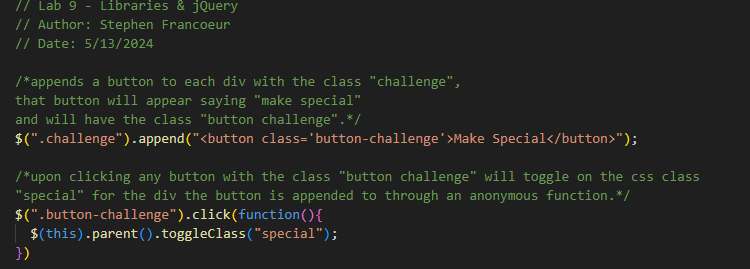 // Lab 9 - Libraries & jQuery
// Author: Stephen Francoeur
// Date: 5/13/2024
/*appends a button to each div with the class "challenge",
that button will appear saying "make special"
and will have the class "button challenge".*/
$(".challenge").append("<button class='button-challenge'>Make Special</button>");
/*upon clicking any button with the class "button challenge" will toggle on the css class
"special" for the div the button is appended to through an anonymous function.*/
$(".button-challenge").click(function(){
  $(this).parent().toggleClass("special");
})